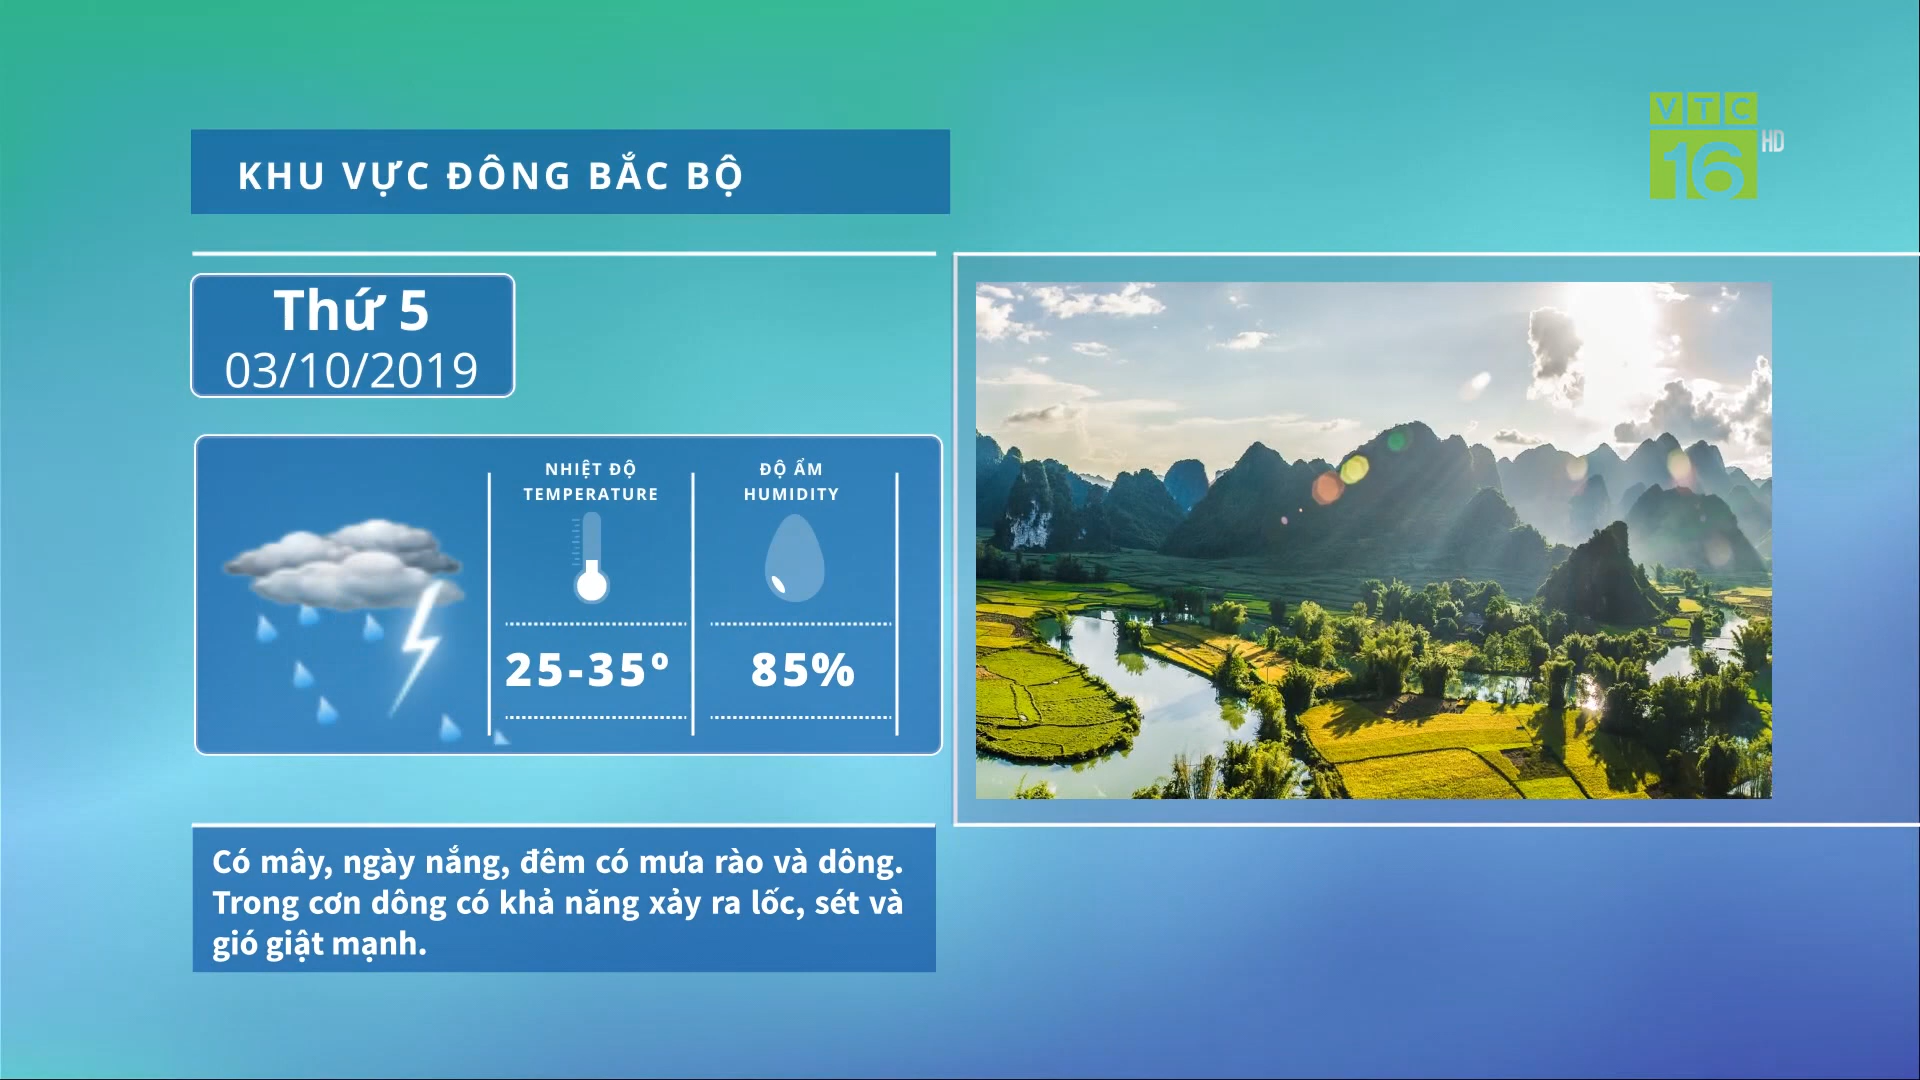 VTC
16 HD
KHU VỰC ĐÔNG BẮC BỘ
Thứ 5
03/10/2019
NHIỆT ĐỘ
TEMPERATURE
25-35º
ĐỘ ẨM
HUMIDITY
85%
Có mây, ngày nắng, đêm có mưa rào và dông.
Trong cơn dông có khả năng xảy ra lốc, sét và
gió giật mạnh.